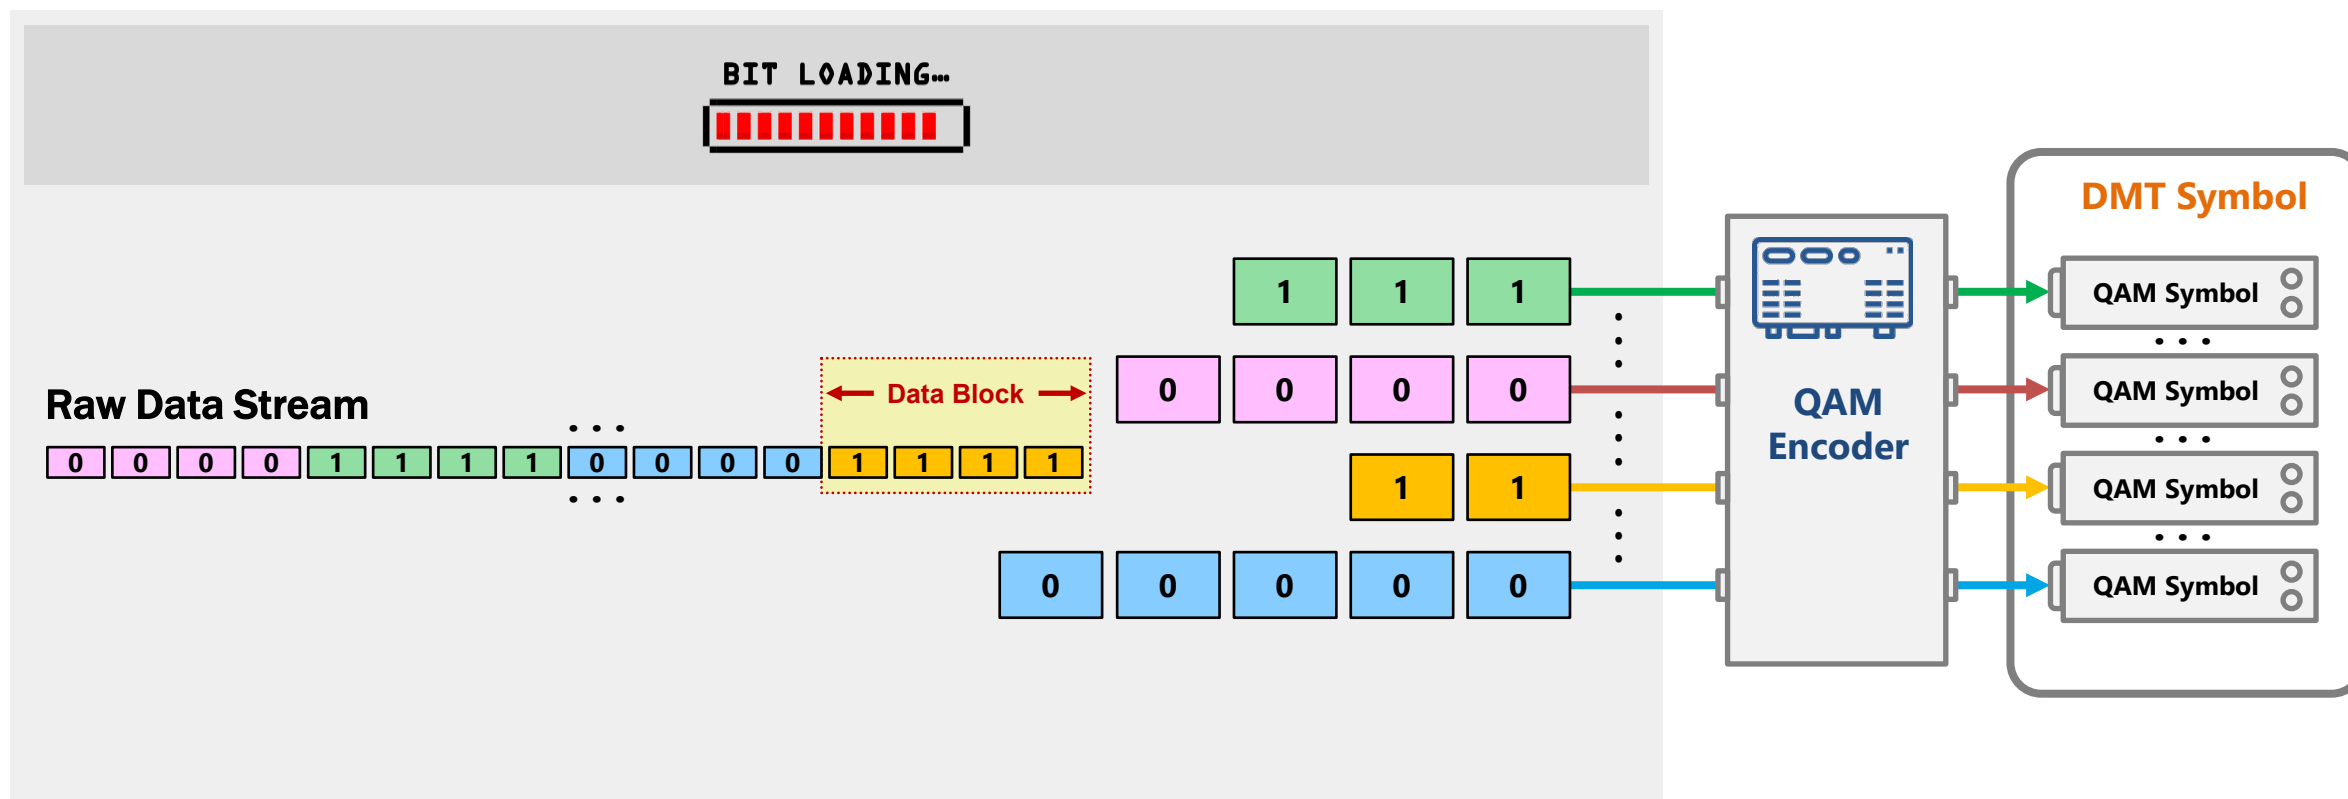 BIT LOADING…
DMT Symbol
1 1 1
QAM Symbol
...
0 0 0 0
QAM Symbol
Data Block
Raw Data Stream
QAM
Encoder
...
...
0 0 0 0 1 1 1 1 0 0 0 0 1 1 1 1
...
1 1
QAM Symbol
...
0 0 0 0 0
QAM Symbol